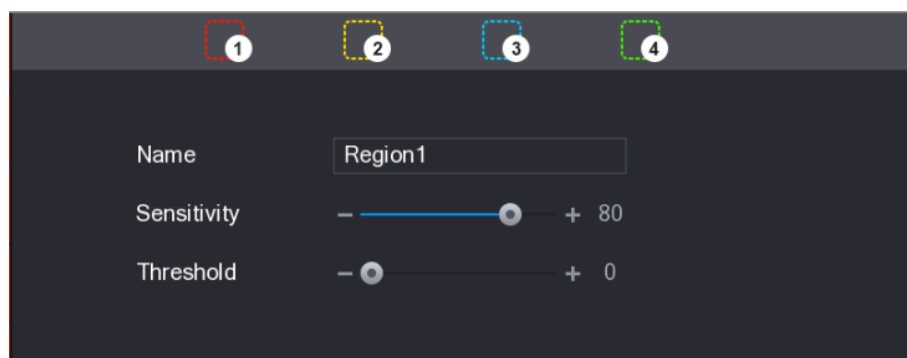 1 2 3 4
Name Region1
Sensitivity − + 80
Threshold − + 0